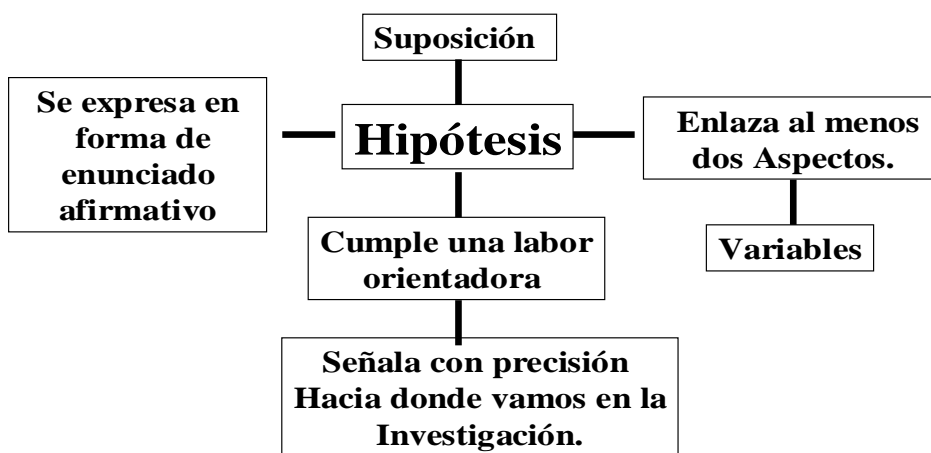 Suposición
Se expresa en
forma de
enunciado
afirmativo
Hipótesis
Enlaza al menos
dos Aspectos.
Variables
Cumple una labor
orientadora
Señala con precisión
Hacia donde vamos en la
Investigación.